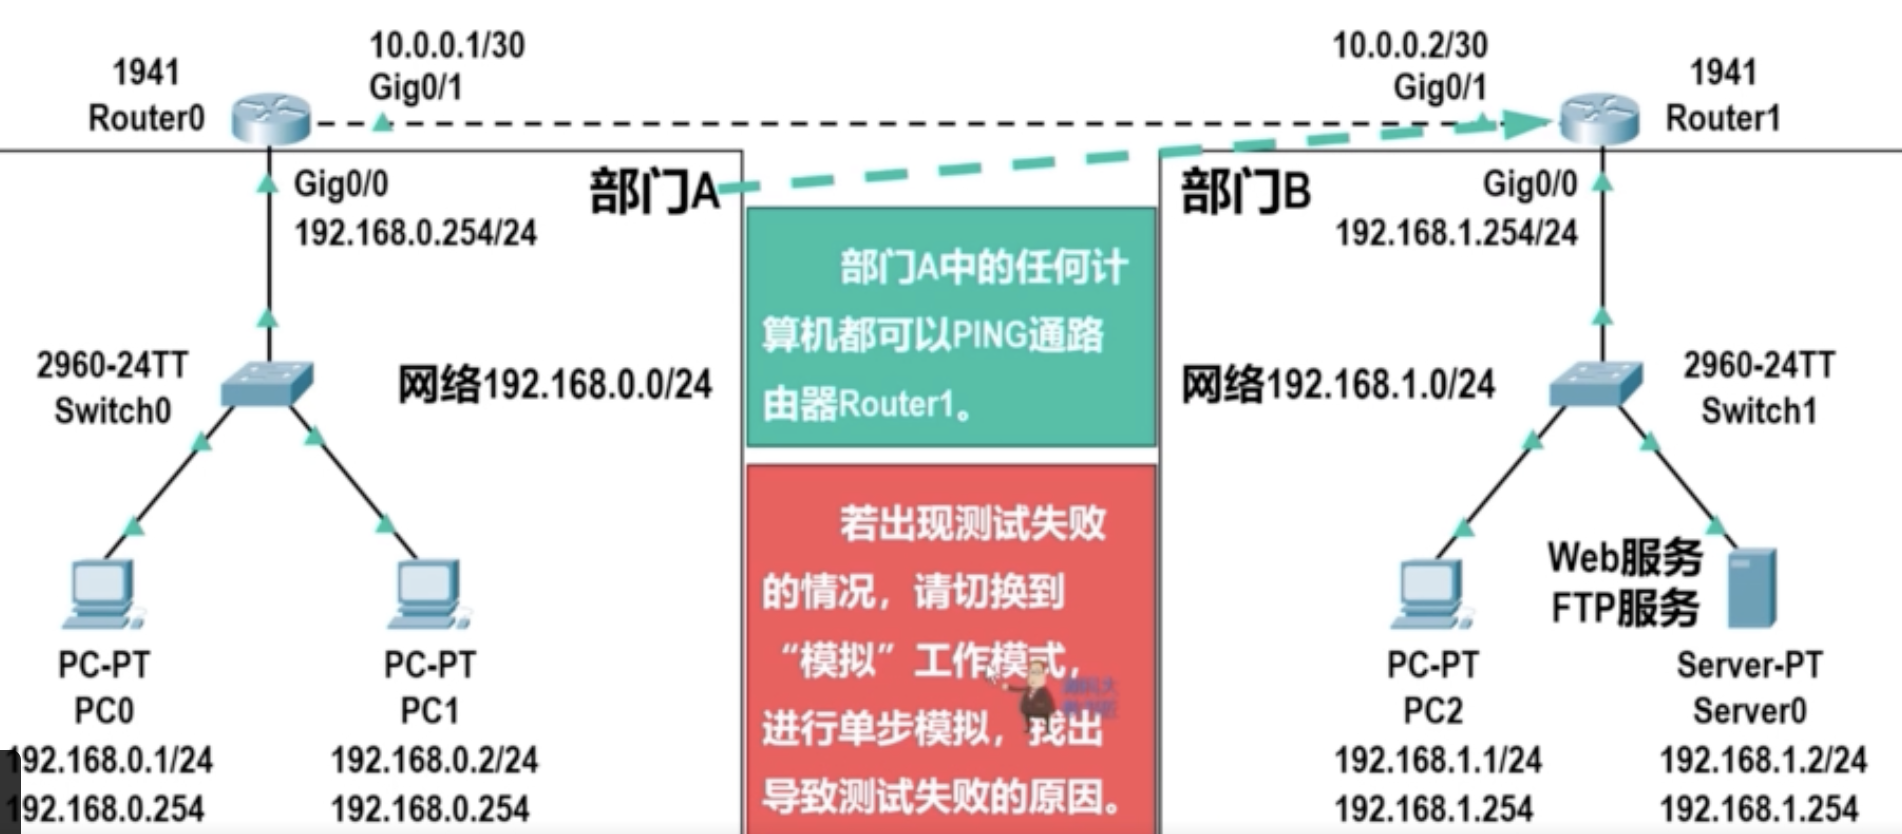 10.0.0.1/30
Gig0/1
1941
Router0
10.0.0.2/30
Gig0/1
1941
Router1
Gig0/0
192.168.0.254/24
部门A
部门B
Gig0/0
192.168.1.254/24
部门A中的任何计
算机都可以PING通路
由器Router1。
2960-24TT
Switch0
网络192.168.0.0/24
网络192.168.1.0/24
2960-24TT
Switch1
若出现测试失败
的情况，请切换到
“模拟”工作模式，
进行单步模拟，找出
导致测试失败的原因。
Web服务
FTP服务
PC-PT
PC0
192.168.0.1/24
192.168.0.254
PC-PT
PC1
192.168.0.2/24
192.168.0.254
PC-PT
PC2
192.168.1.1/24
192.168.1.254
Server-PT
Server0
192.168.1.2/24
192.168.1.254